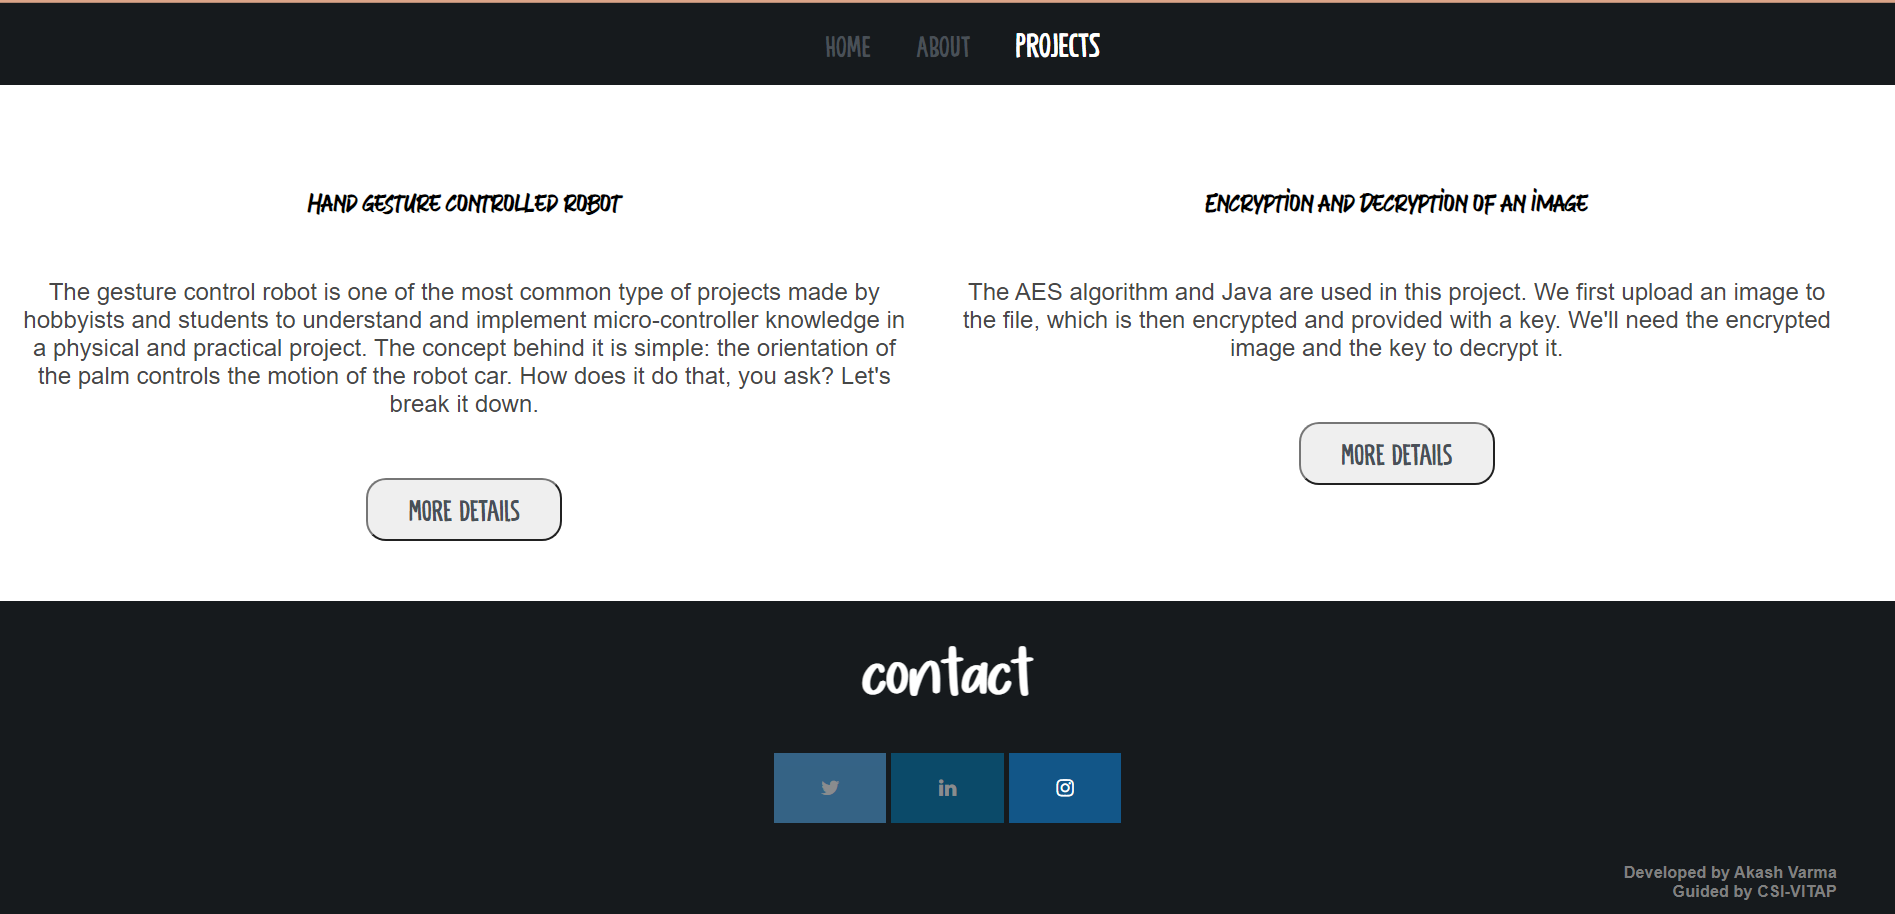 HOME ABOUT PROJECTS
HAND GESTURE CONTROLLED ROBOT
The gesture control robot is one of the most common type of projects made by
hobbyists and students to understand and implement micro-controller knowledge in
a physical and practical project. The concept behind it is simple: the orientation of
the palm controls the motion of the robot car. How does it do that, you ask? Let's
break it down.
MORE DETAILS
ENCRYPTION AND DECRYPTION OF AN IMAGE
The AES algorithm and Java are used in this project. We first upload an image to
the file, which is then encrypted and provided with a key. We'll need the encrypted
image and the key to decrypt it.
MORE DETAILS
contact
in
Developed by Akash Varma
Guided by CSI-VITAP